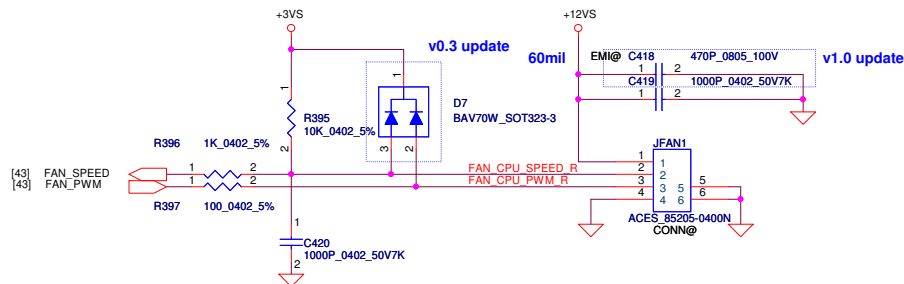 +3VS
+12VS
v0.3 update
60mil
EMI@ C418 470P_0805_100V
v1.0 update
1 2
C419 1000P_0402_50V7K
1 2
1
1
R395
10K_0402_5%
2
D7
BAV70W_SOT323-3
3 2
R396 1K_0402_5%
JFAN1
[43] FAN_SPEED 1 2 FAN_CPU_SPEED_R
[43] FAN_PWM 1 2 FAN_CPU_PWM_R
1 1
2 2
3 3 5 5
4 4 6 6
R397 100_0402_5%
ACES_85205-0400N
CONN@
1
C420
1000P_0402_50V7K
2